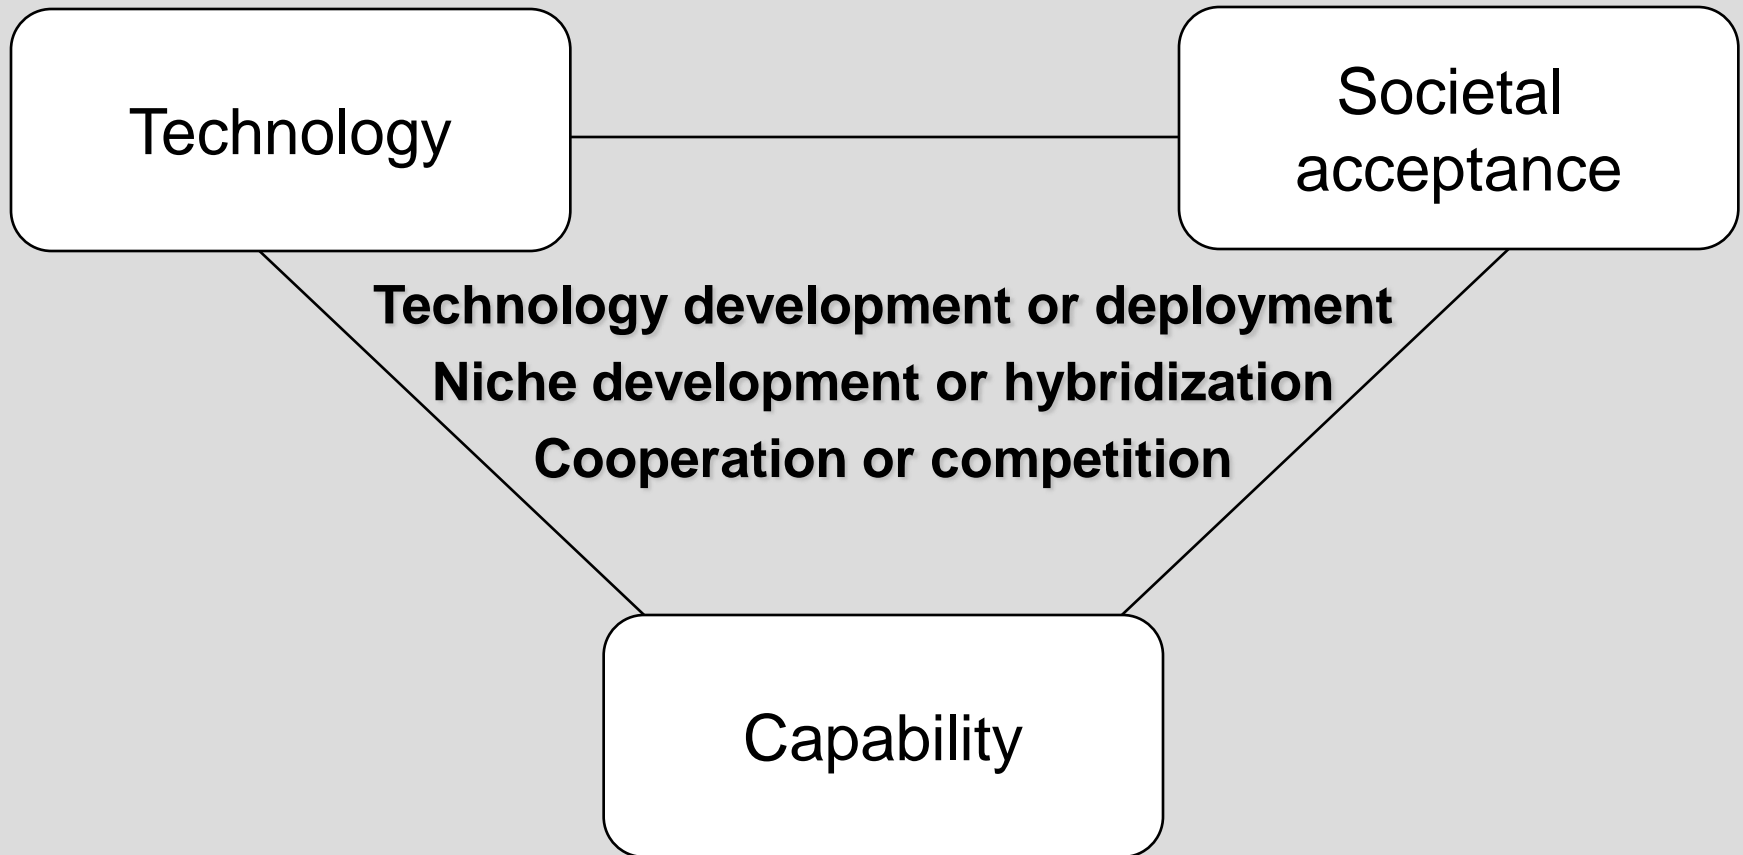 Technology
Societal
acceptance
Technology development or deployment
Niche development or hybridization
Cooperation or competition
Capability